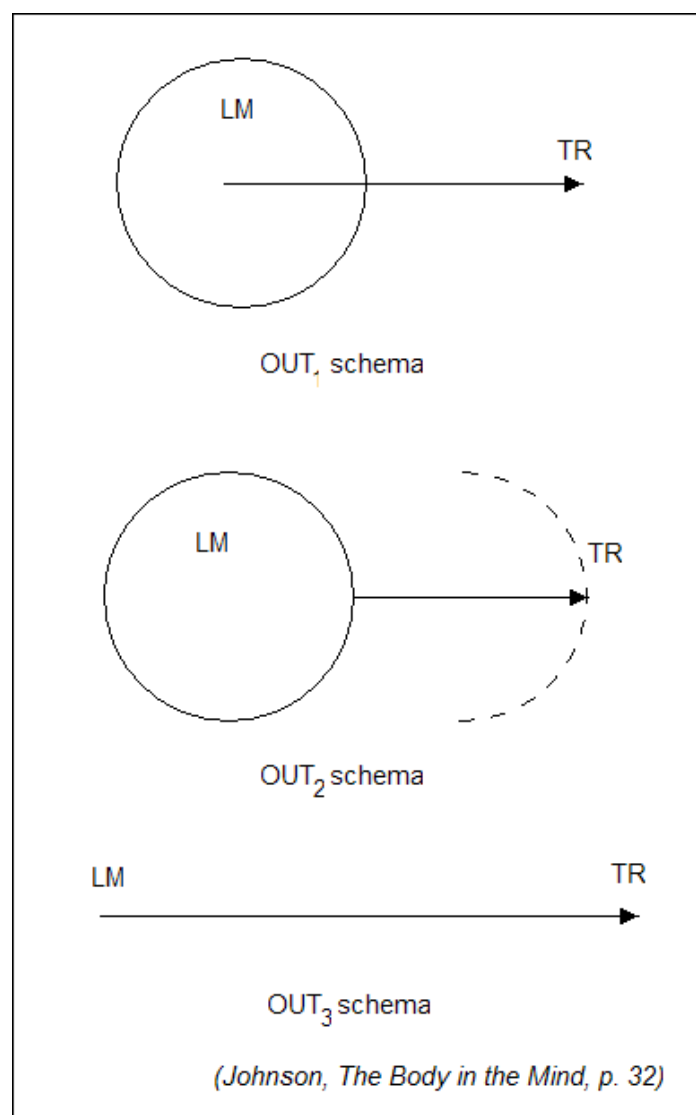 LM
TR
OUT1 schema
LM
TR
OUT2 schema
LM
TR
OUT3 schema
(Johnson, The Body in the Mind, p. 32)